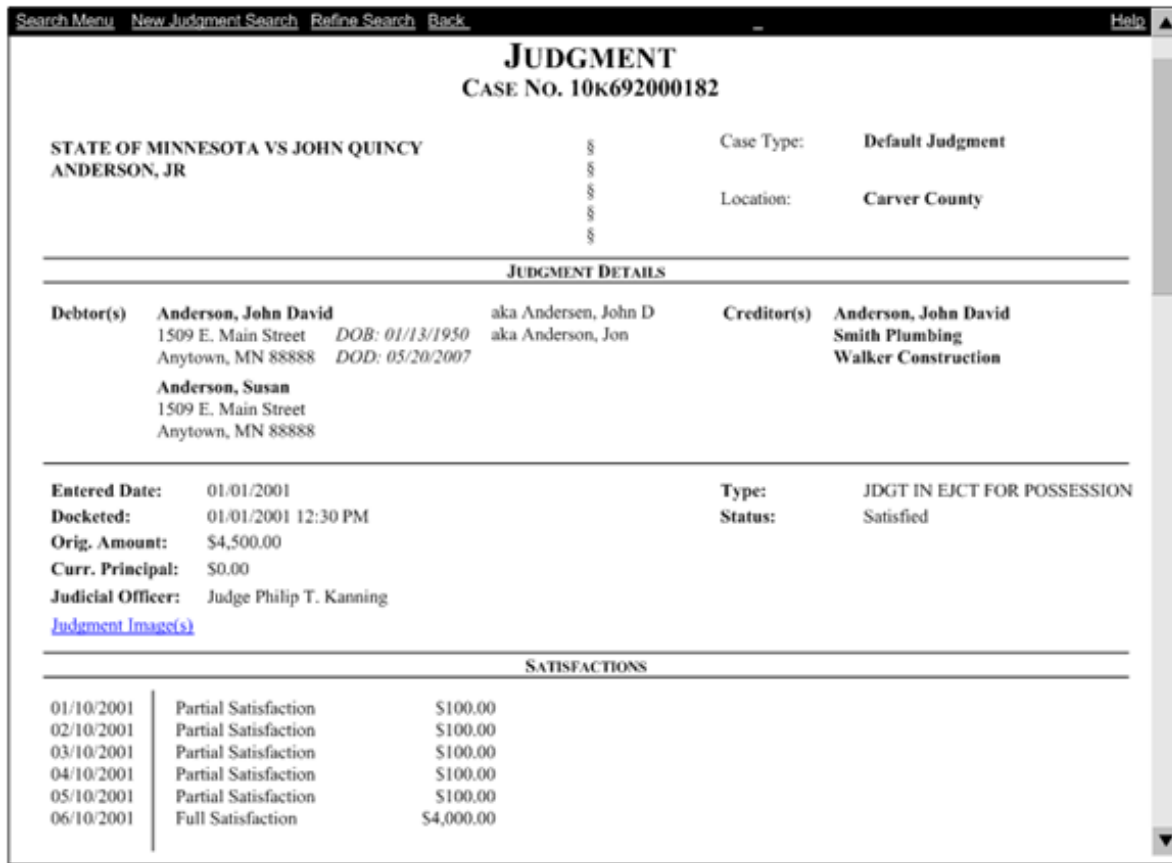 Search Menu New Judgment Search Refine Search Back Help
JUDGMENT
CASE NO. 10K692000182
STATE OF MINNESOTA VS JOHN QUINCY
ANDERSON, JR
§
§
§
§
§
Case Type: Default Judgment
Location: Carver County
JUDGMENT DETAILS
Debtor(s) Anderson, John David aka Andersen, John D Creditor(s) Anderson, John David
1509 E. Main Street DOB: 01/13/1950 aka Anderson, Jon Smith Plumbing
Anytown, MN 88888 DOD: 05/20/2007 Walker Construction
Anderson, Susan
1509 E. Main Street
Anytown, MN 88888
Entered Date: 01/01/2001 Type: JDGT IN EJCT FOR POSSESSION
Docketed: 01/01/2001 12:30 PM Status: Satisfied
Orig. Amount: $4,500.00
Curr. Principal: $0.00
Judicial Officer: Judge Philip T. Kanning
Judgment Image(s)
SATISFACTIONS
01/10/2001 Partial Satisfaction $100.00
02/10/2001 Partial Satisfaction $100.00
03/10/2001 Partial Satisfaction $100.00
04/10/2001 Partial Satisfaction $100.00
05/10/2001 Partial Satisfaction $100.00
06/10/2001 Full Satisfaction $4,000.00